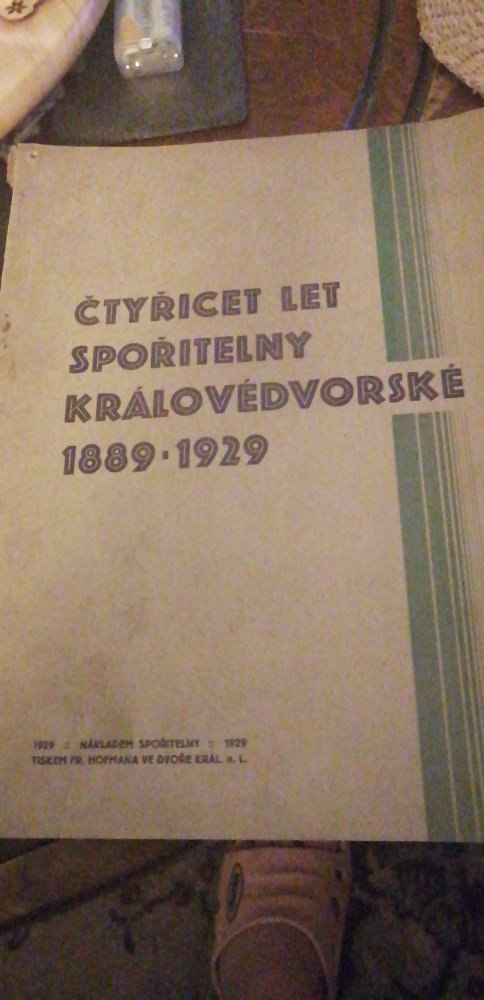 ČTYŘICET LET
SPOŘITELNY
KRÁLOVÉDVORSKÉ
1889 · 1929
1929 :: NÁKLADEM SPOŘITELNY :: 1929
TISKEM FR. HOFMANA VE DVOŘE KRÁL. n. L.